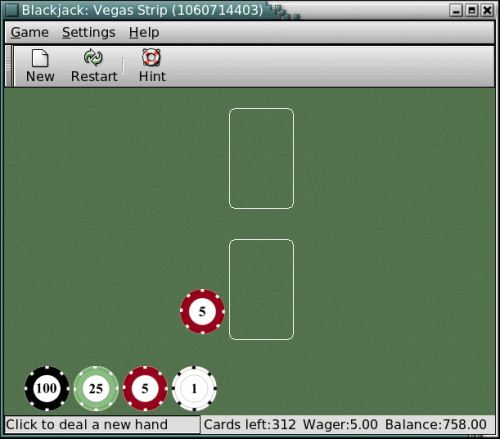 Blackjack: Vegas Strip (1060714403)
Game Settings Help
New Restart Hint
5
100 25 5 1
Click to deal a new hand Cards left:312 Wager:5.00 Balance:758.00